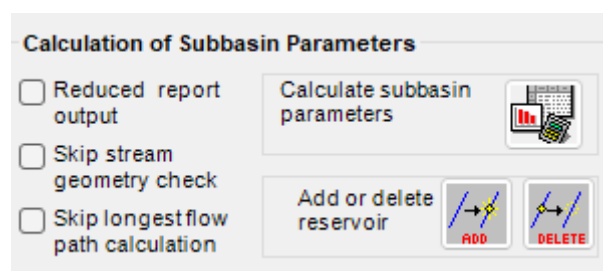 Calculation of Subbasin Parameters
Reduced report
output
Skip stream
geometry check
Skip longest flow
path calculation
Calculate subbasin
parameters
Add or delete
reservoir
ADD
DELETE